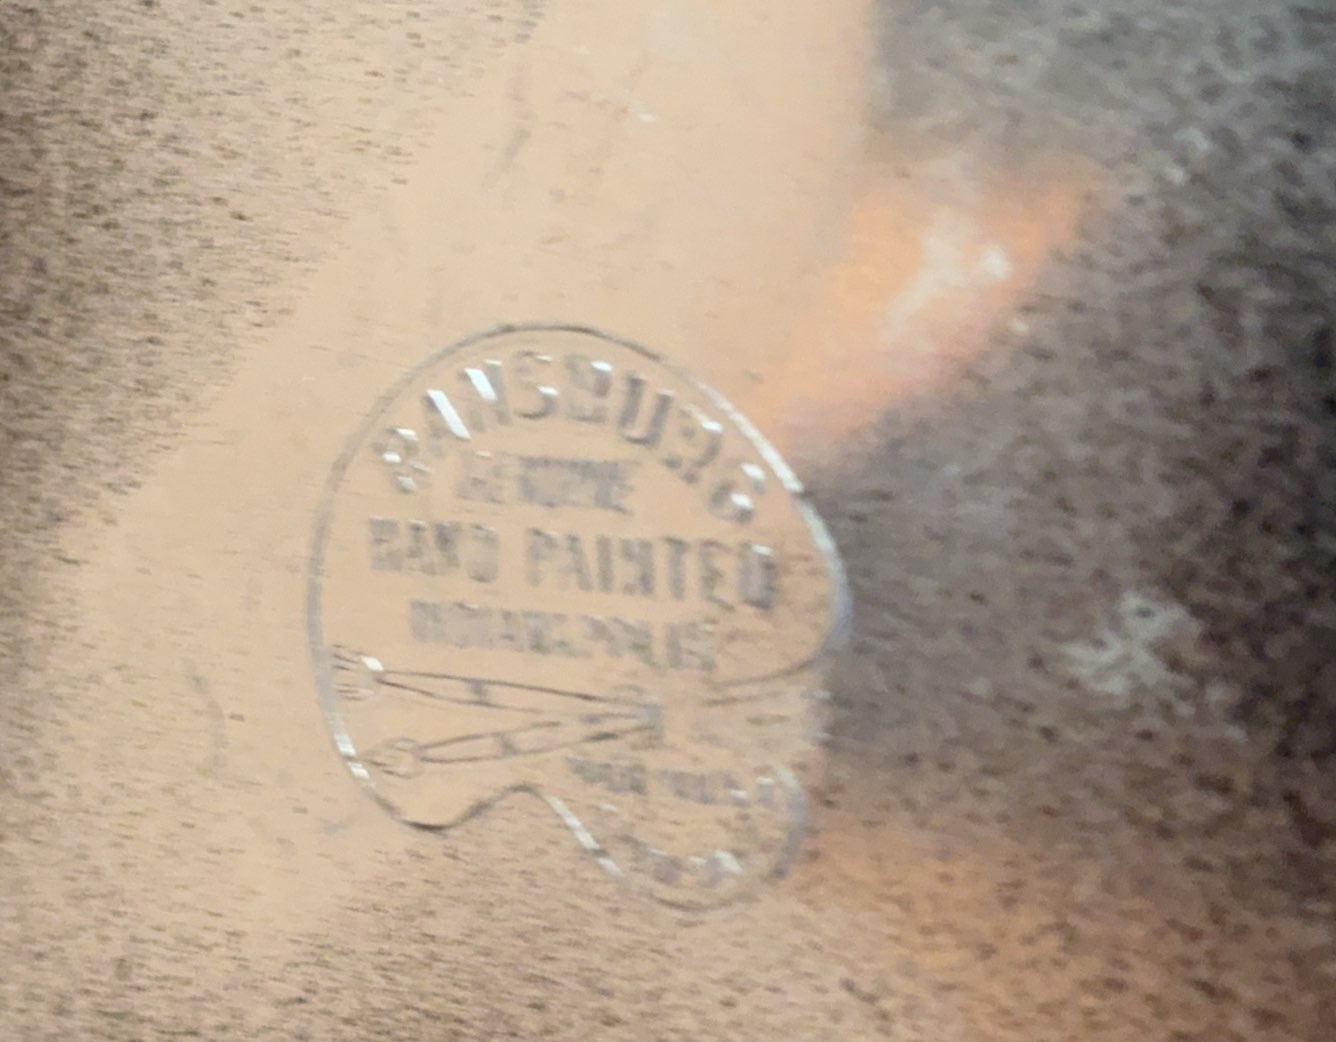 RANSBURG
GENUINE
HAND PAINTED
INDIANAPOLIS